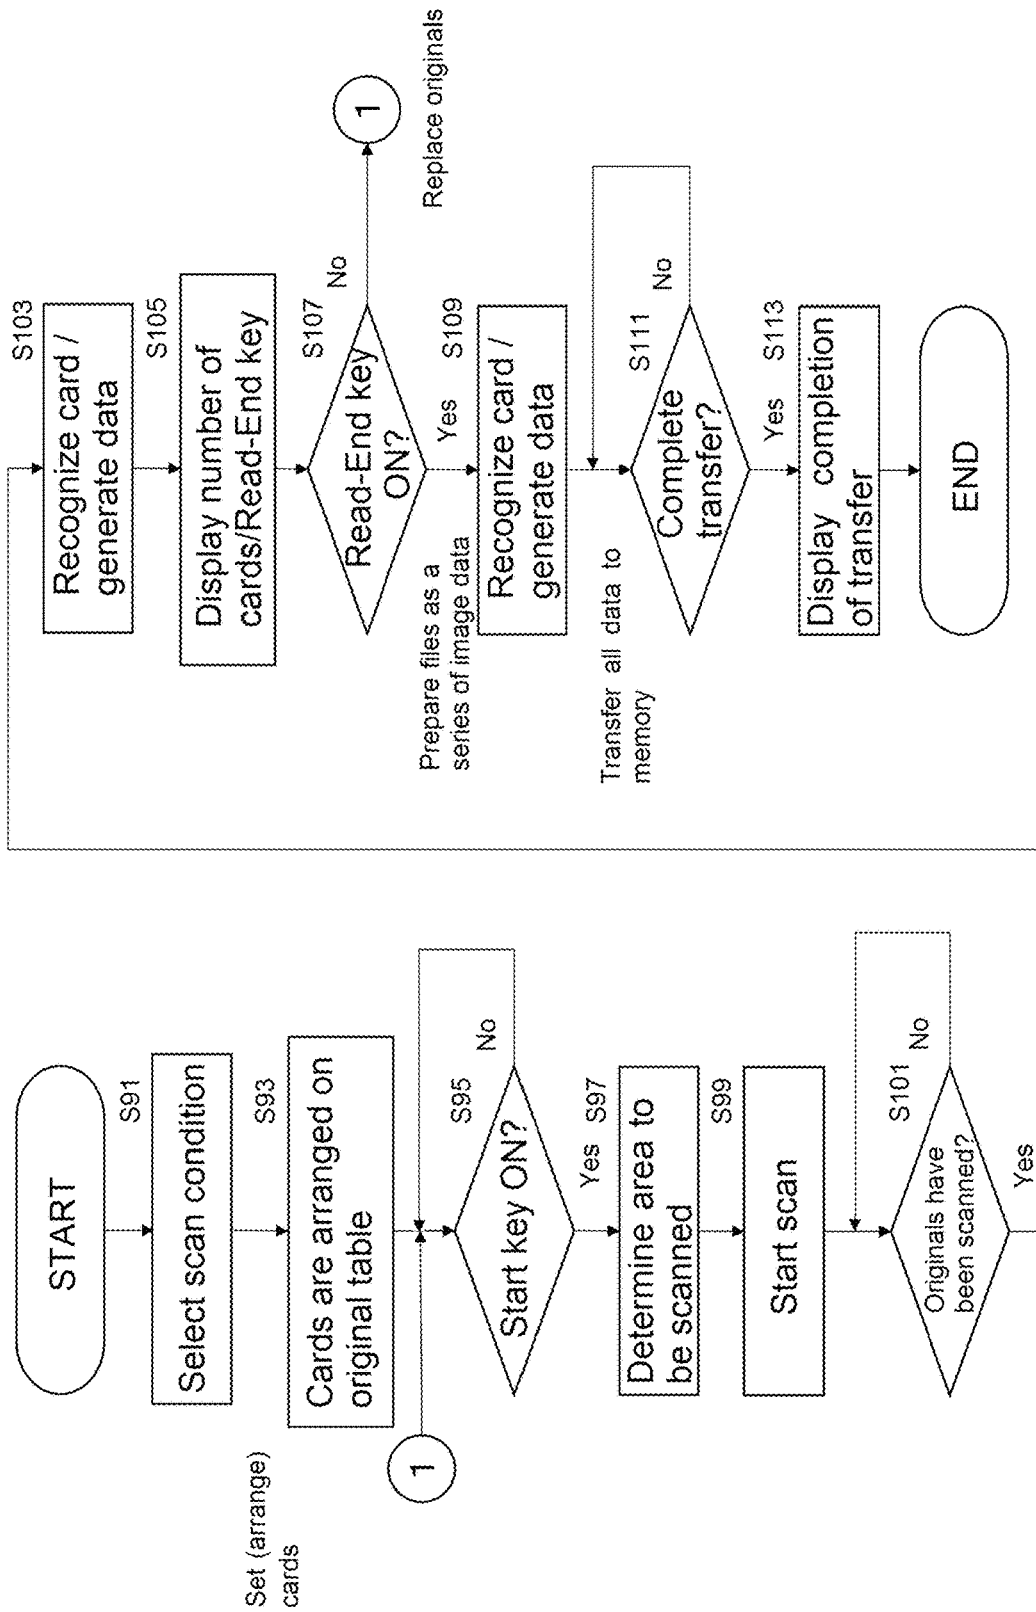 START
S91
Select scan condition
Set (arrange)
cards
S93
Cards are arranged on
original table
1
S95
Start key ON?
No
Yes
S97
Determine area to
be scanned
S99
Start scan
S101
Originals have
been scanned?
No
Yes
S103
Recognize card /
generate data
S105
Display number of
cards/Read-End key
S107
Read-End key
ON?
No
1
Replace originals
Yes
Prepare files as a
series of image data
S109
Recognize card /
generate data
Transfer all data to
memory
S111
Complete
transfer?
No
Yes
S113
Display completion
of transfer
END